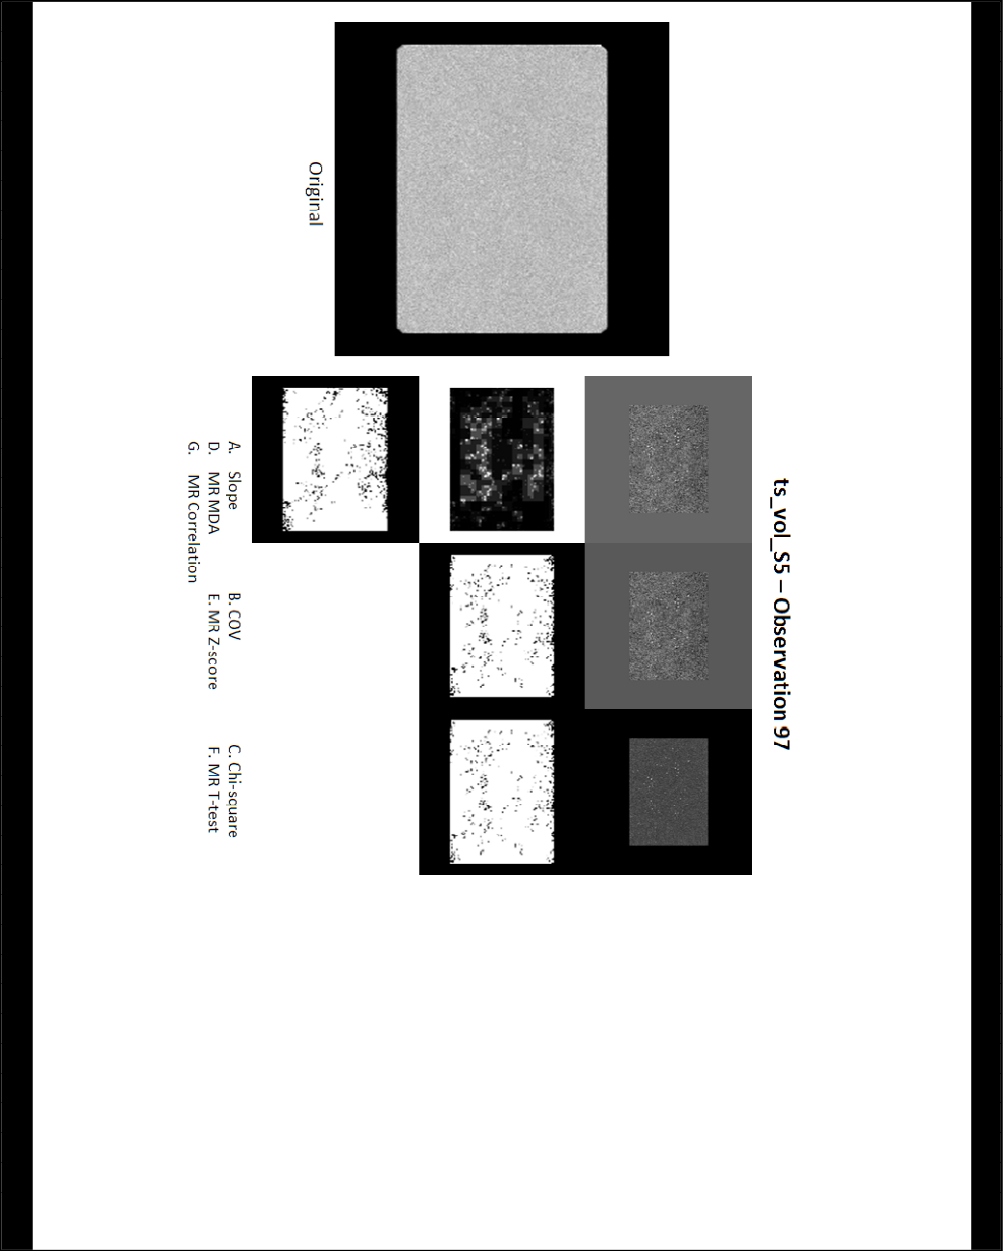 ts_vol_S5 – Observation 97
Original
A. Slope B. COV C. Chi-square
D. MR MDA E. MR Z-score F. MR T-test
G. MR Correlation